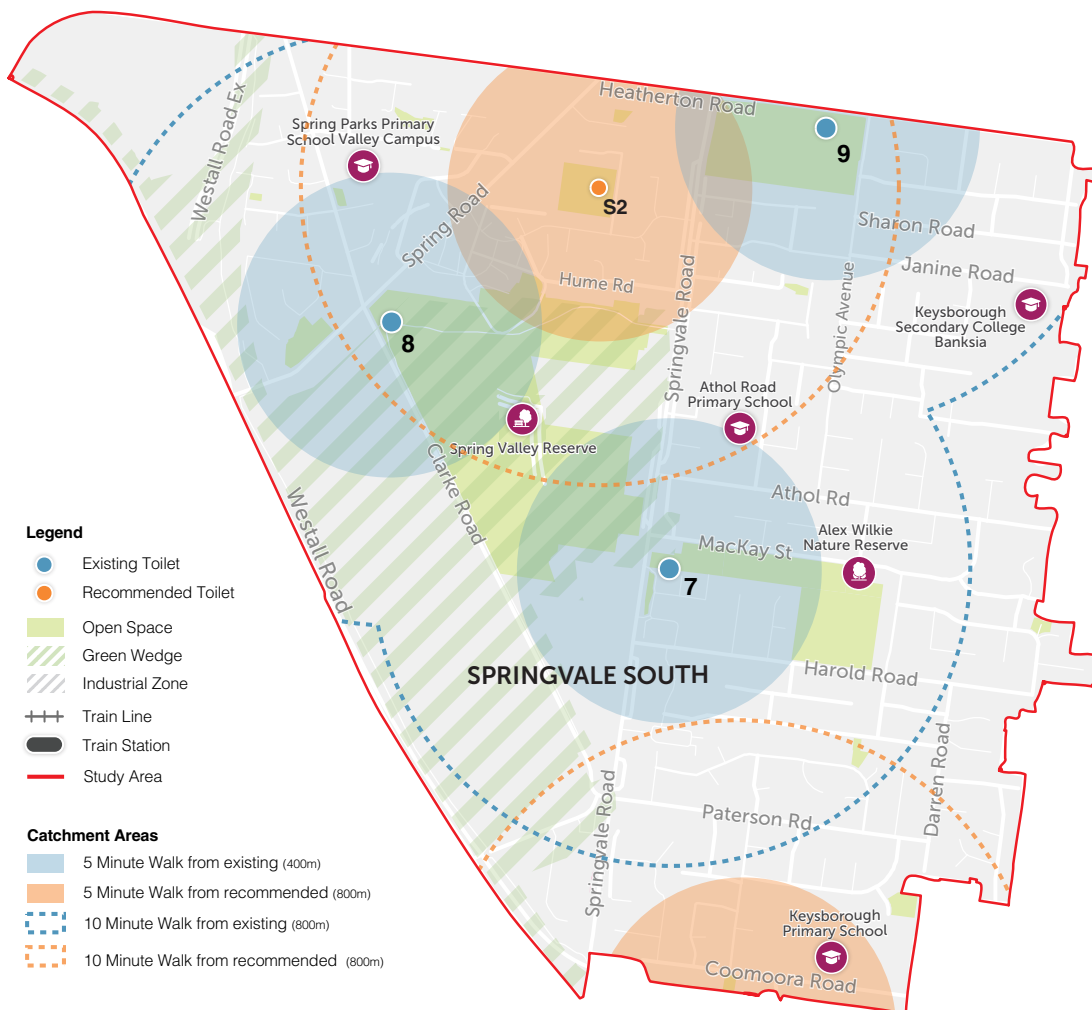 Heatherton Road
Westall Road Ex
Spring Parks Primary
School Valley Campus
9
S2
Spring Road
Sharon Road
Hume Rd
Janine Road
Springvale Road
Olympic Avenue
Keysborough
Secondary College
Banksia
8
Athol Road
Primary School
Spring Valley Reserve
Clarke Road
Athol Rd
Westall Road
Alex Wilkie
Nature Reserve
MacKay St
7
SPRINGVALE SOUTH
Harold Road
Darren Road
Springvale Road
Paterson Rd
Keysborough
Primary School
Coomoora Road
Legend
Existing Toilet
Recommended Toilet
Open Space
Green Wedge
Industrial Zone
Train Line
Train Station
Study Area
Catchment Areas
5 Minute Walk from existing (400m)
5 Minute Walk from recommended (800m)
10 Minute Walk from existing (800m)
10 Minute Walk from recommended (800m)